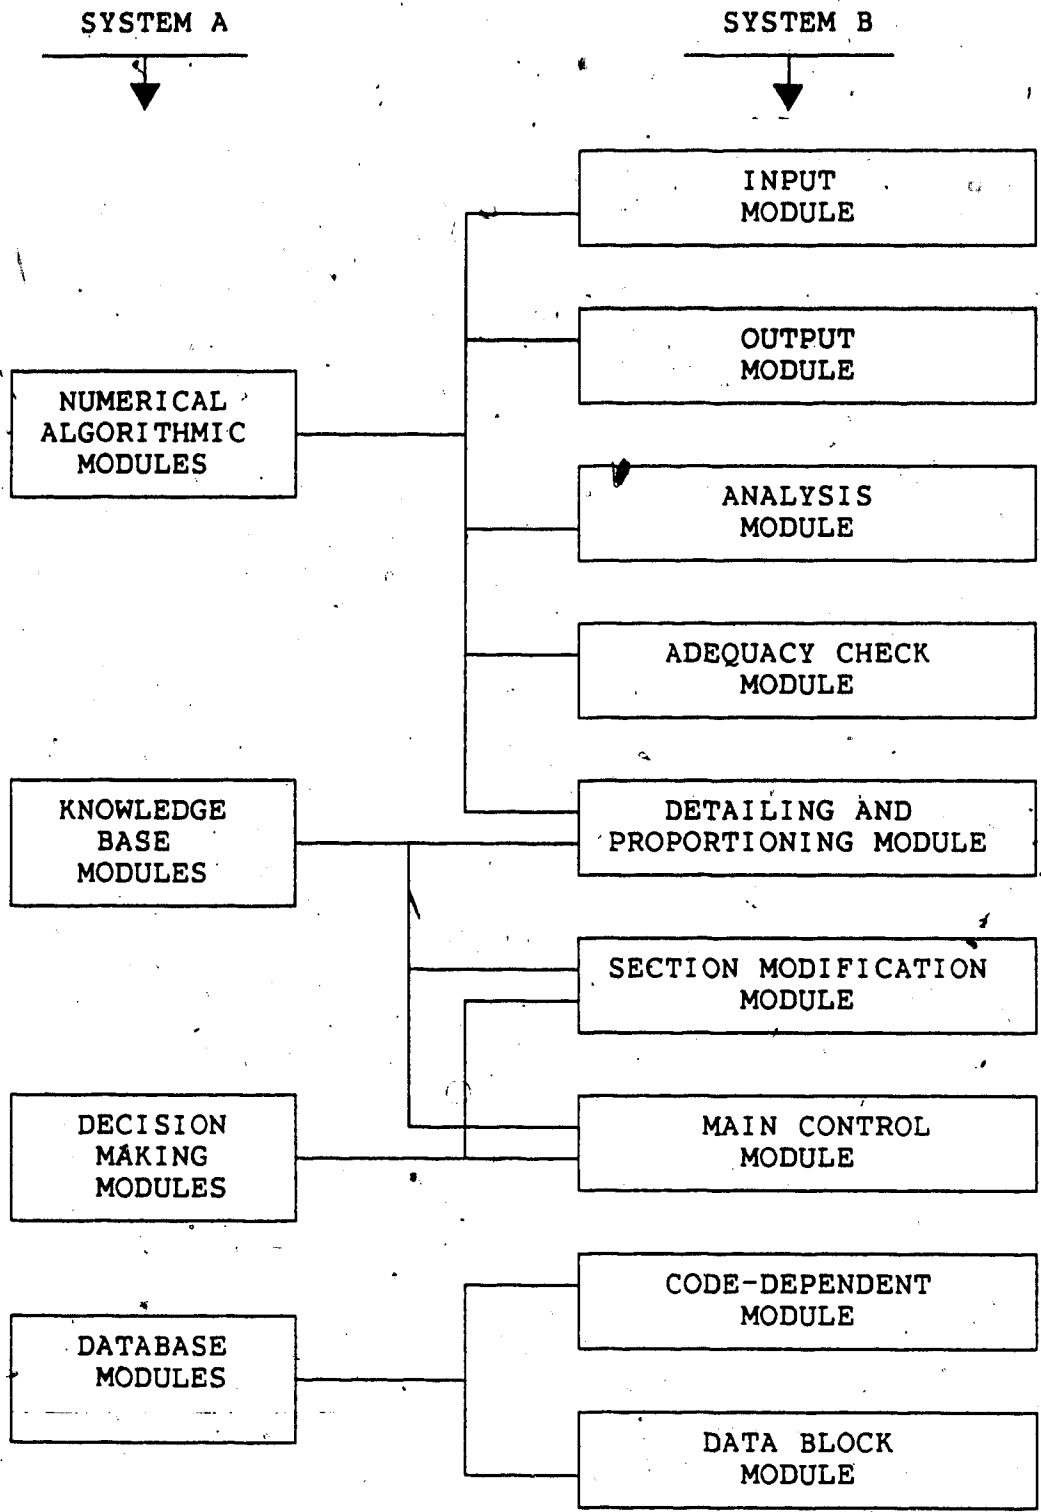 SYSTEM A
SYSTEM B
INPUT
MODULE
OUTPUT
MODULE
NUMERICAL
ALGORITHMIC
MODULES
ANALYSIS
MODULE
ADEQUACY CHECK
MODULE
KNOWLEDGE
BASE
MODULES
DETAILING AND
PROPORTIONING MODULE
SECTION MODIFICATION
MODULE
DECISION
MAKING
MODULES
MAIN CONTROL
MODULE
CODE-DEPENDENT
MODULE
DATABASE
MODULES
DATA BLOCK
MODULE